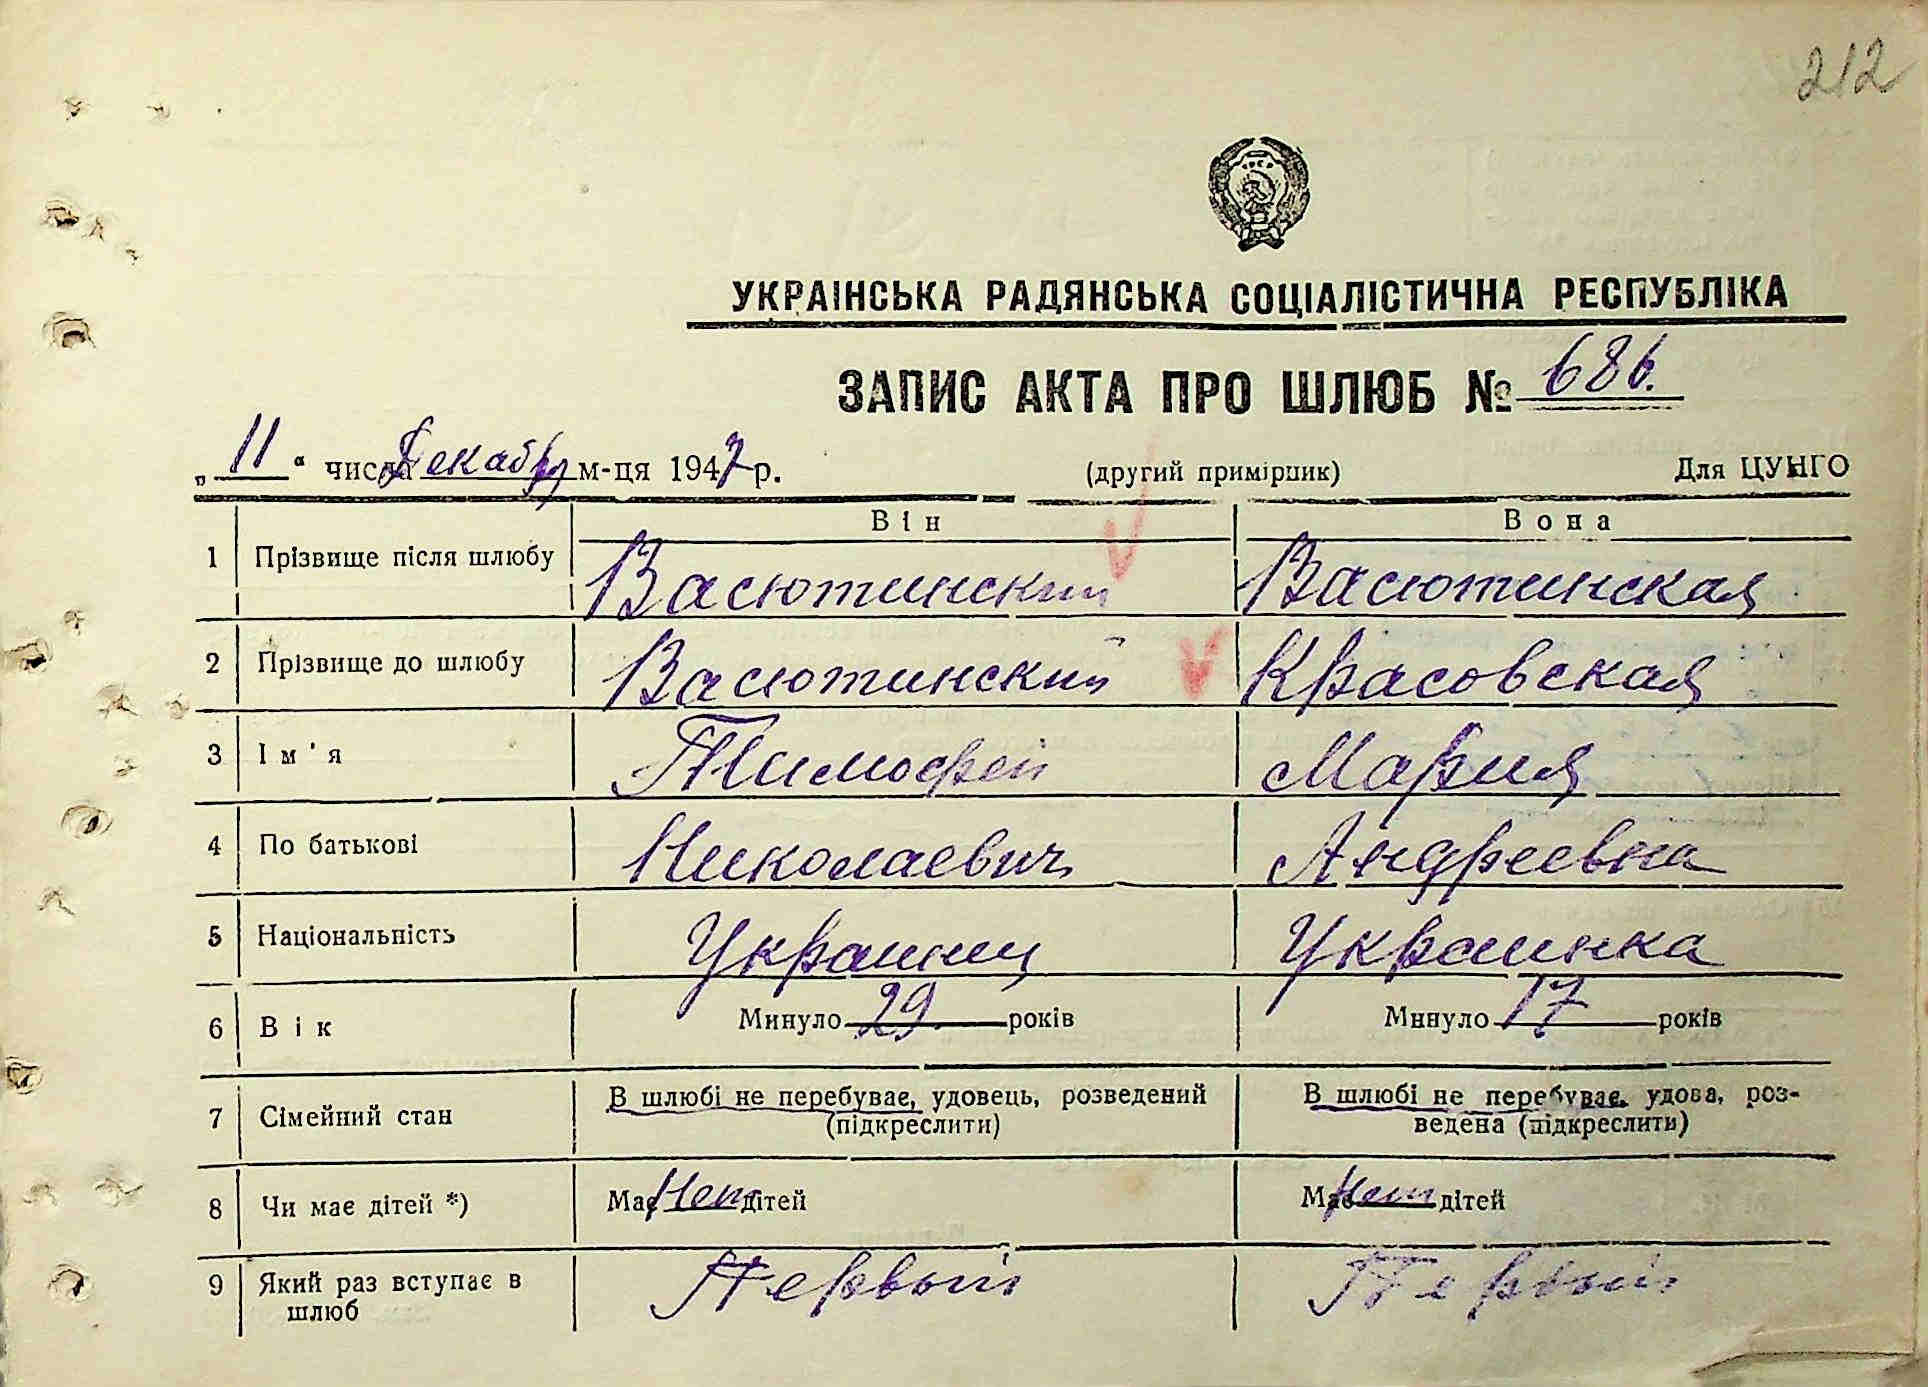 212
УКРАІНСЬКА РАДЯНСЬКА СОЦІАЛІСТИЧНА РЕСПУБЛІКА
ЗАПИС АКТА ПРО ШЛЮБ № 686.
„ 11 “ числа Декабря м-ця 1947 р. (другий примірник) Для ЦУНГО
Він Вона
1 Прізвище після шлюбу Васютинский Васютинская
2 Прізвище до шлюбу Васютинский Красовская
3 Ім'я Тимофей Мария
4 По батькові Николаевич Андреевна
5 Національність Украинец Украинка
6 Вік Минуло 29 років Минуло 17 років
7 Сімейний стан В шлюбі не перебуває, удовець, розведений В шлюбі не перебуває, удова, роз-
(підкреслити) ведена (підкреслити)
8 Чи має дітей *) Має Нет дітей Має Нет дітей
9 Який раз вступає в Первый Первый
шлюб